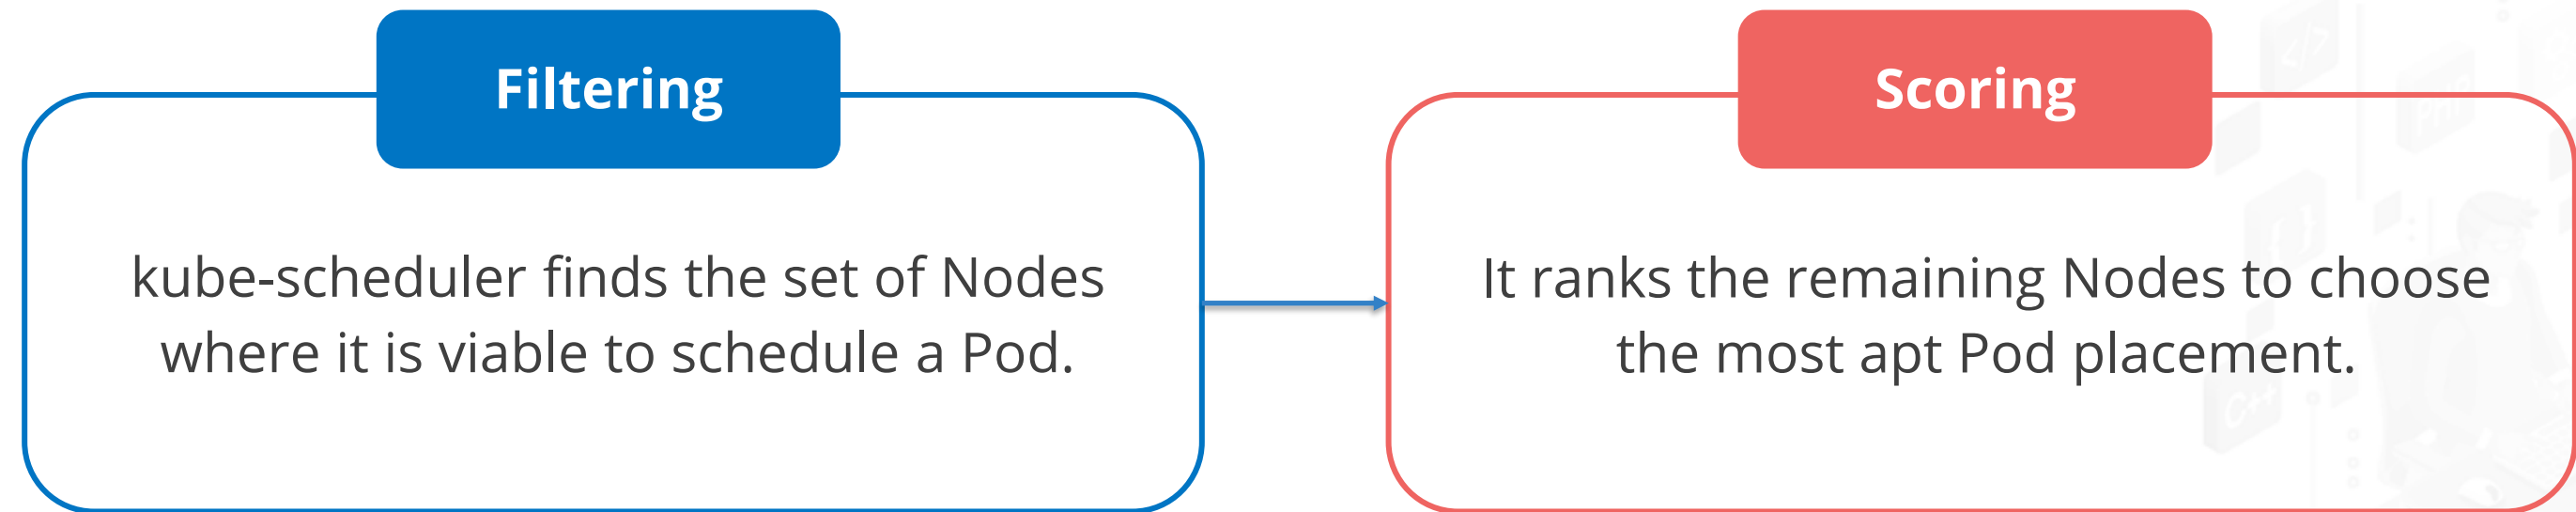 Filtering
kube-scheduler finds the set of Nodes
where it is viable to schedule a Pod.
Scoring
It ranks the remaining Nodes to choose
the most apt Pod placement.
</>
{ }
C++